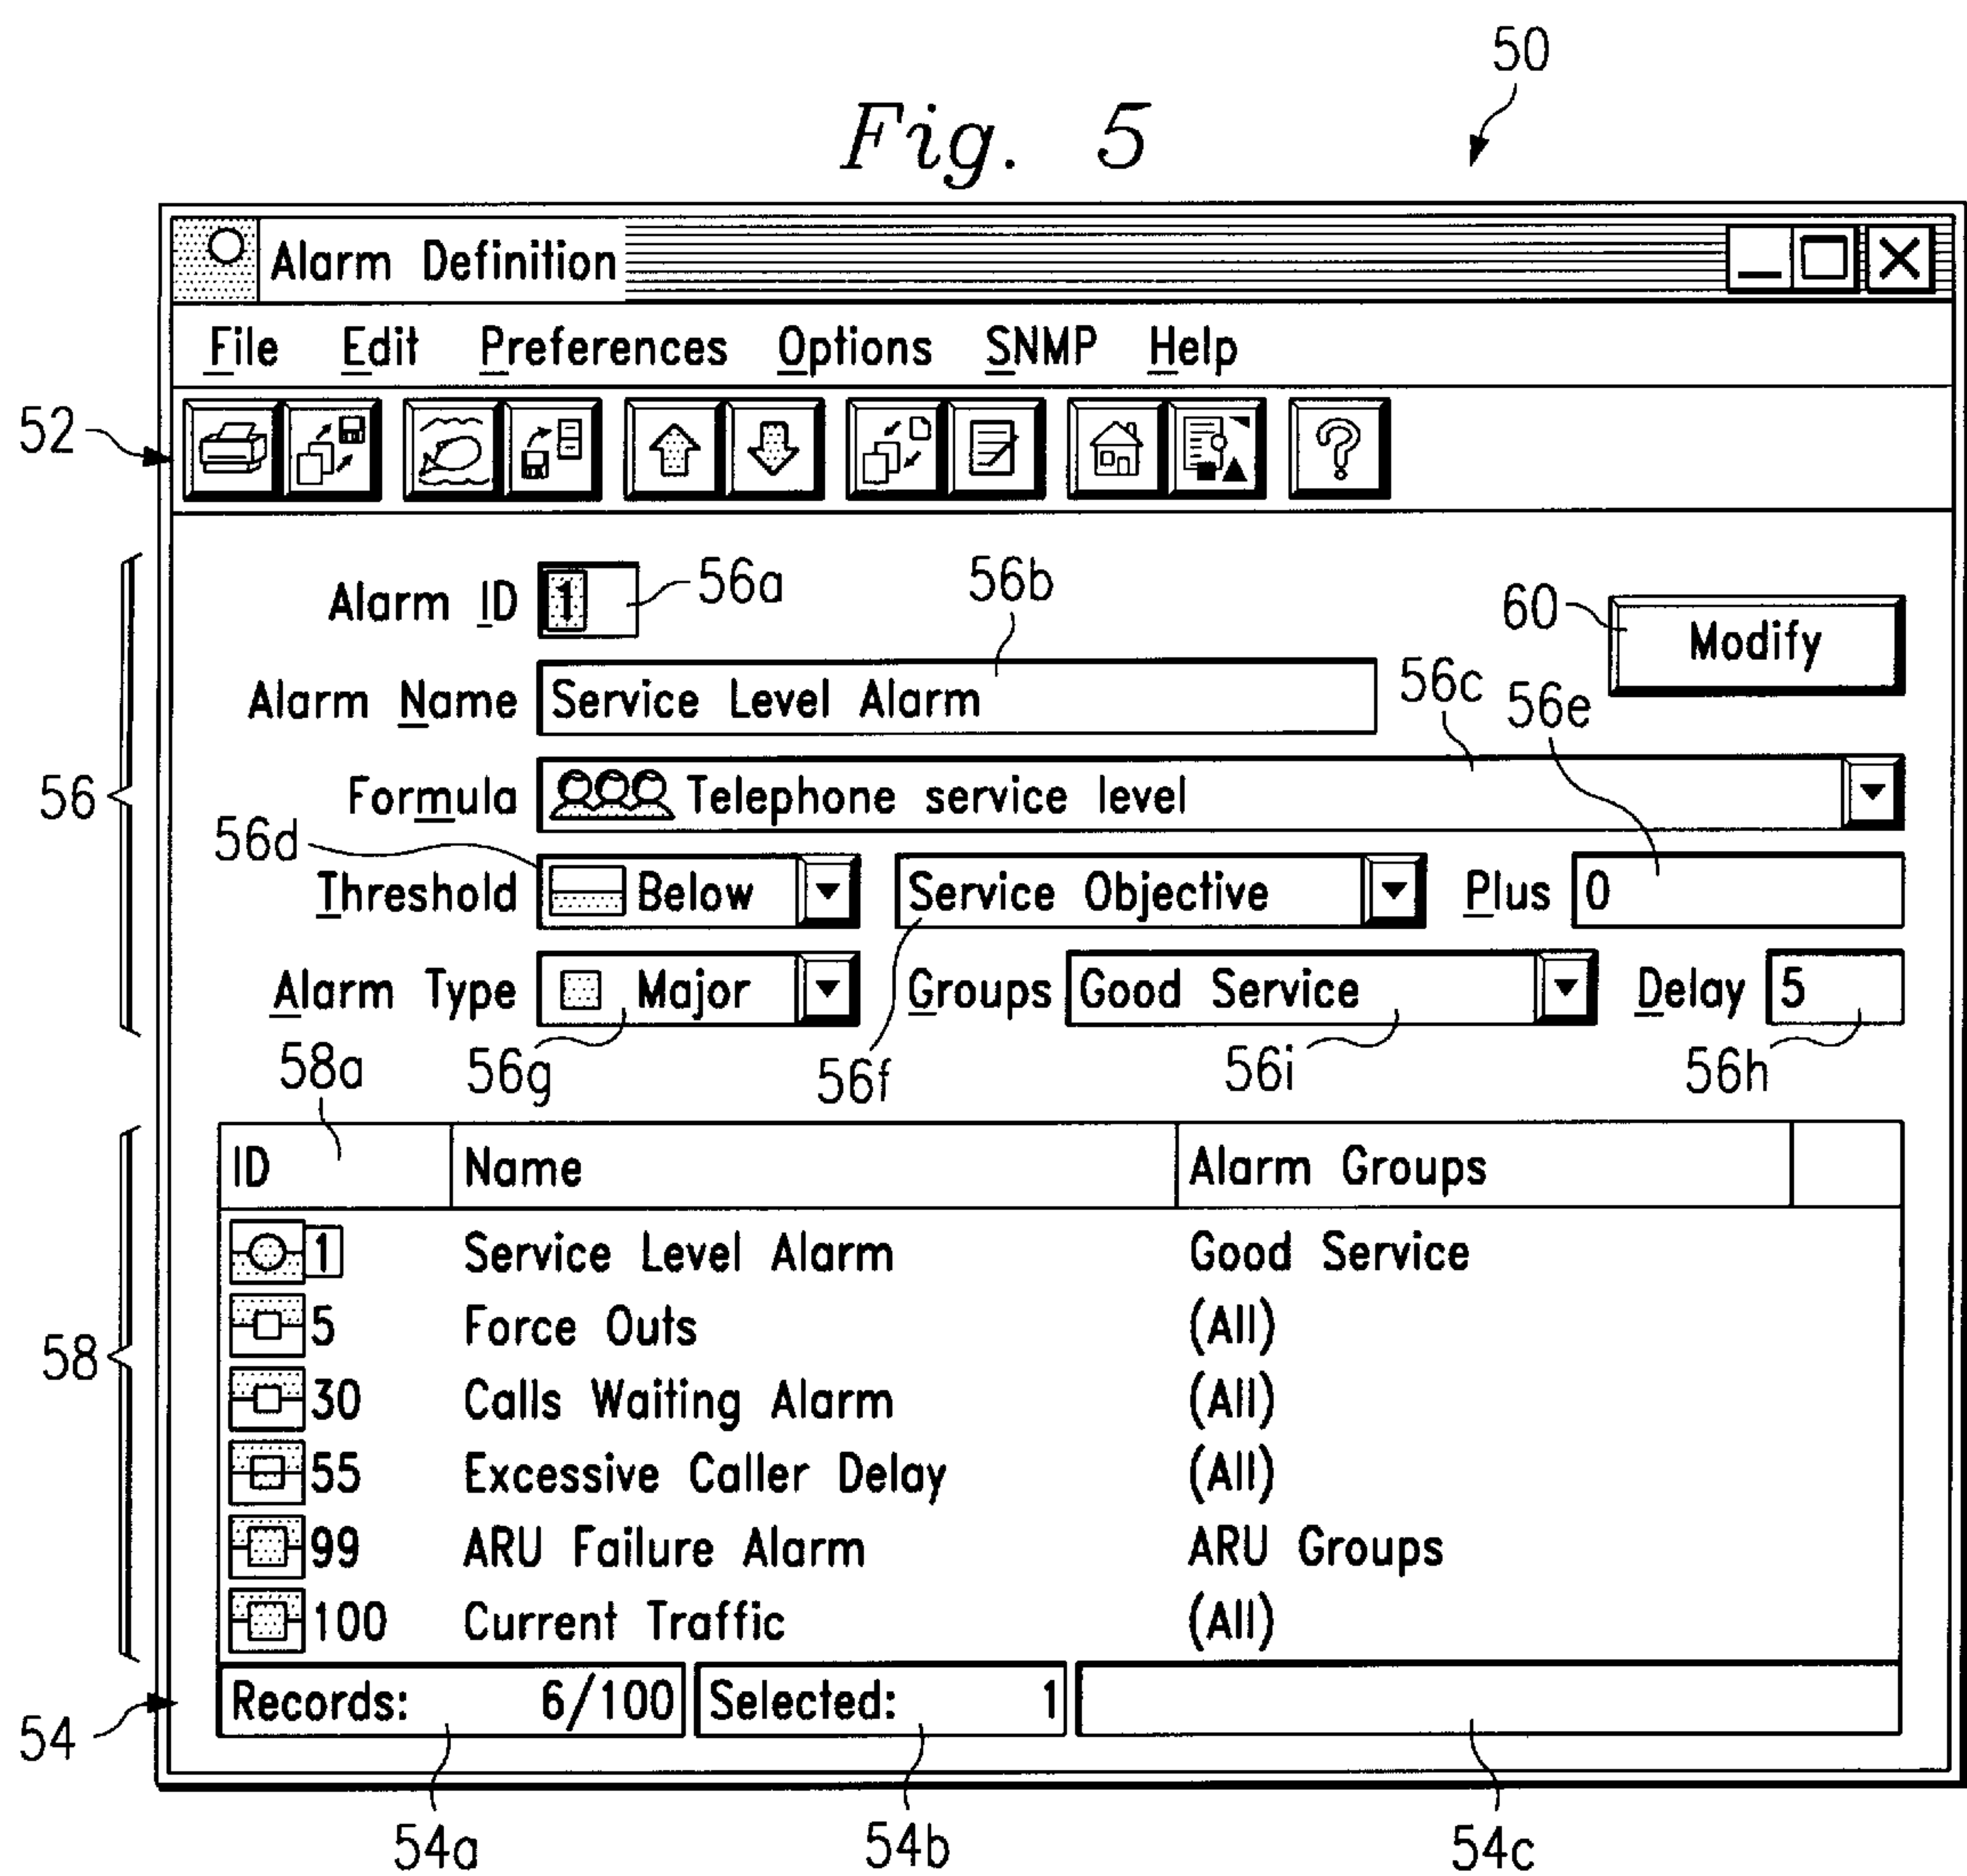 50
Fig. 5
Alarm Definition
File Edit Preferences Options SNMP Help
52
56
Alarm ID 1 56a 56b
60 Modify
Alarm Name Service Level Alarm 56c 56e
Formula Telephone service level
56d
Threshold Below Service Objective Plus 0
Alarm Type Major Groups Good Service Delay 5
58a 56g 56f 56i 56h
58
ID Name Alarm Groups
1 Service Level Alarm Good Service
5 Force Outs (All)
30 Calls Waiting Alarm (All)
55 Excessive Caller Delay (All)
99 ARU Failure Alarm ARU Groups
100 Current Traffic (All)
54 Records: 6/100 Selected: 1
54a 54b 54c